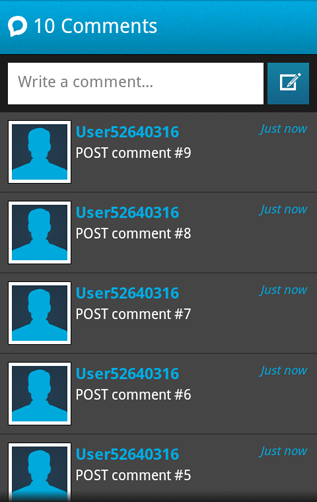 10 Comments
Write a comment...
User52640316
Just now
POST comment #9
User52640316
Just now
POST comment #8
User52640316
Just now
POST comment #7
User52640316
Just now
POST comment #6
User52640316
Just now
POST comment #5